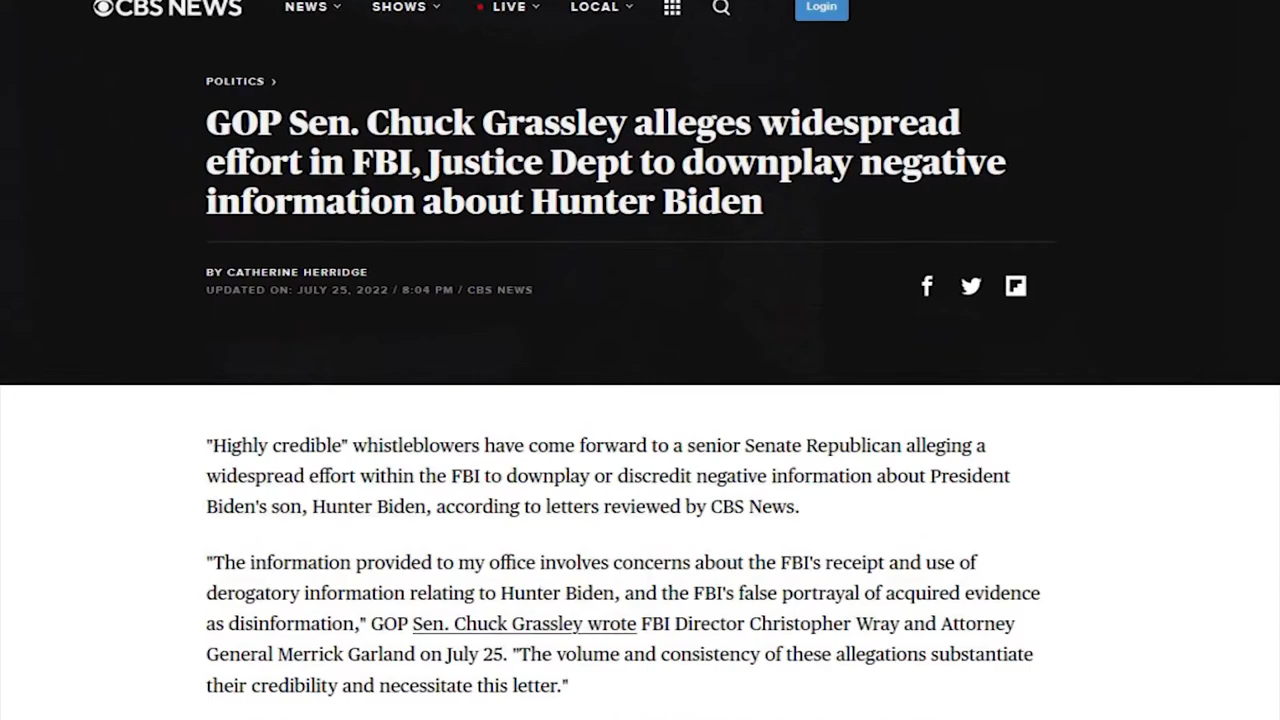 CBS NEWS NEWS SHOWS LIVE LOCAL Login
POLITICS ›
GOP Sen. Chuck Grassley alleges widespread
effort in FBI, Justice Dept to downplay negative
information about Hunter Biden
BY CATHERINE HERRIDGE
UPDATED ON: JULY 25, 2022 / 8:04 PM / CBS NEWS
"Highly credible" whistleblowers have come forward to a senior Senate Republican alleging a
widespread effort within the FBI to downplay or discredit negative information about President
Biden's son, Hunter Biden, according to letters reviewed by CBS News.
"The information provided to my office involves concerns about the FBI's receipt and use of
derogatory information relating to Hunter Biden, and the FBI's false portrayal of acquired evidence
as disinformation," GOP Sen. Chuck Grassley wrote FBI Director Christopher Wray and Attorney
General Merrick Garland on July 25. "The volume and consistency of these allegations substantiate
their credibility and necessitate this letter."